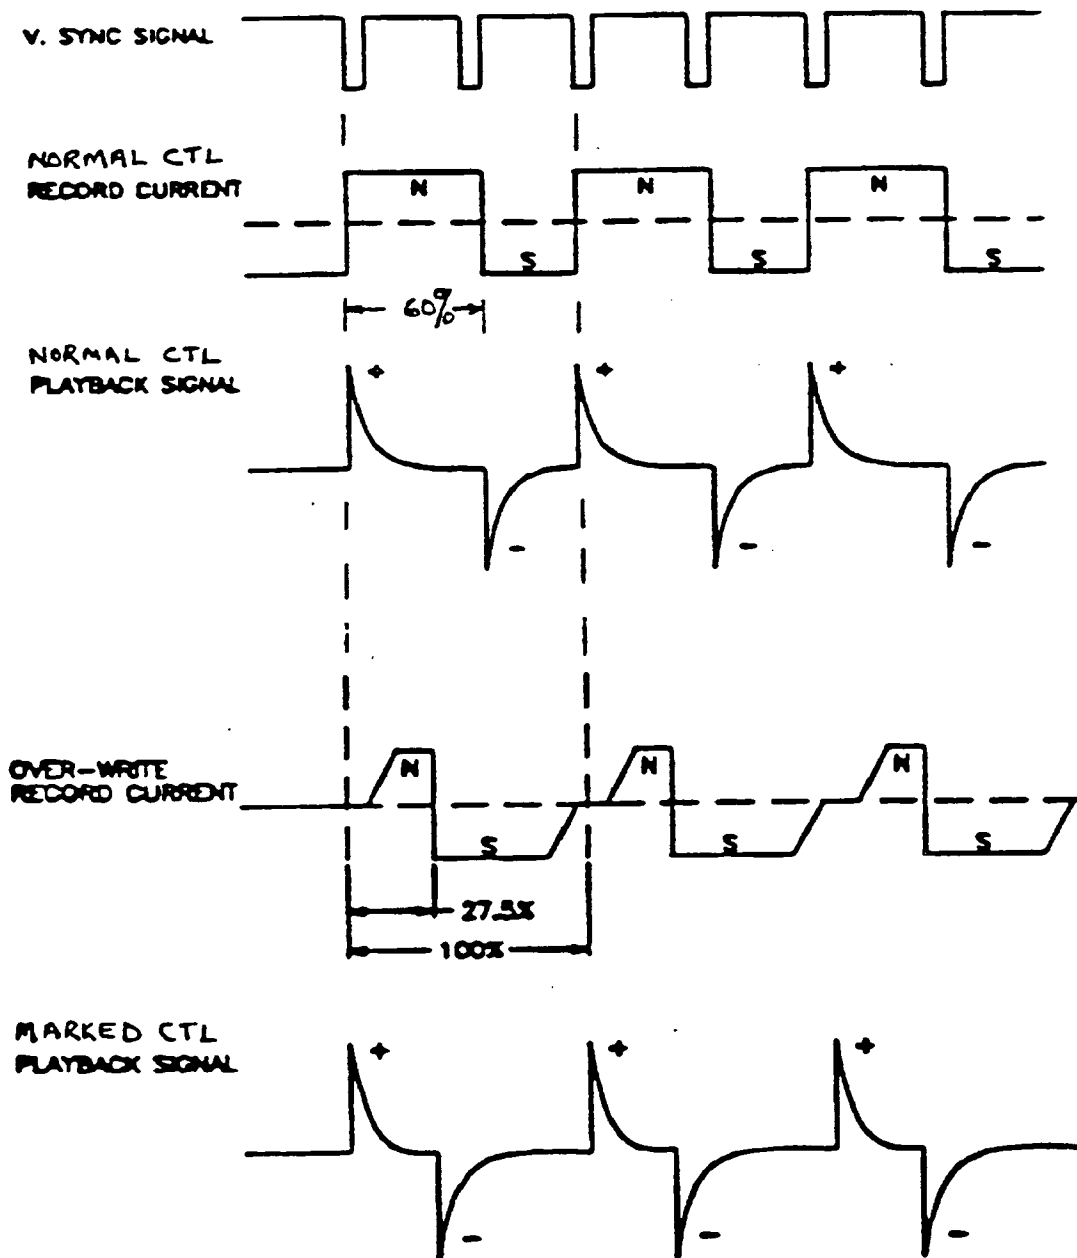 V. SYNC SIGNAL
NORMAL CTL
RECORD CURRENT
N N N
S S S
60%
NORMAL CTL
PLAYBACK SIGNAL
+ + +
- - -
OVER-WRITE
RECORD CURRENT
N N N
S S S
27.5%
100%
MARKED CTL
PLAYBACK SIGNAL
+ + +
- - -